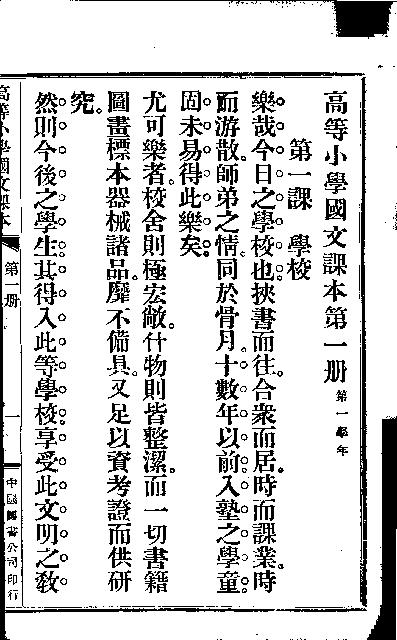 高等小學國文課本第一册 第一學年
第一課 學校
樂哉今日之學校也挾書而往。合衆而居。時而課業。時
而游散。師弟之情。同於骨月。十數年以前。入塾之學童。
固未易得此樂矣。
尤可樂者。校舍則極宏敞。什物則皆整潔。而一切書籍
圖畫標本器械諸品。靡不備具。又足以資考證而供研
究。
然則今後之學生。其得入此等學校。享受此文明之敎
高等小學國文課本
第一册
一
中國圖書公司印行